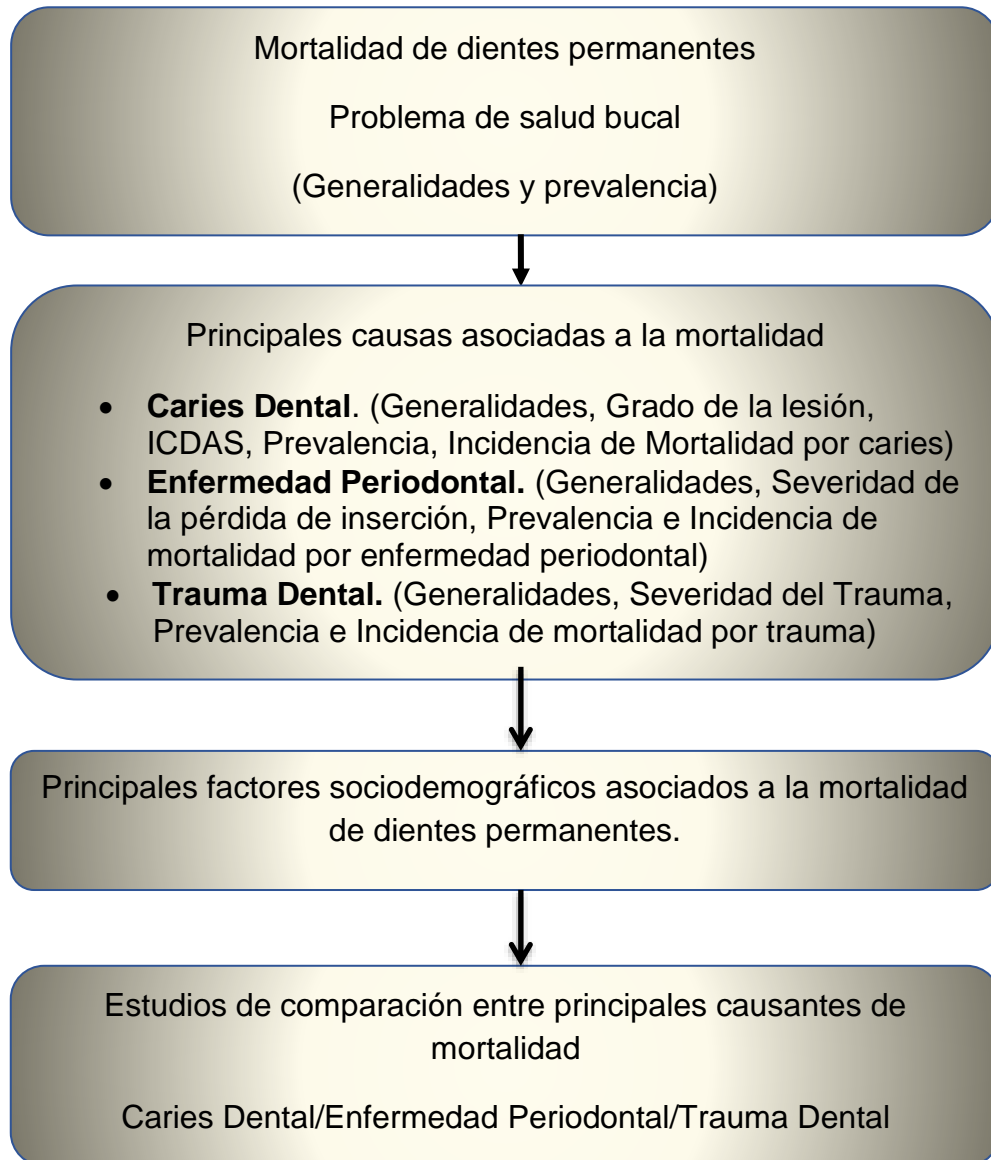 Mortalidad de dientes permanentes
Problema de salud bucal
(Generalidades y prevalencia)
Principales causas asociadas a la mortalidad
• Caries Dental. (Generalidades, Grado de la lesión,
ICDAS, Prevalencia, Incidencia de Mortalidad por caries)
• Enfermedad Periodontal. (Generalidades, Severidad de
la pérdida de inserción, Prevalencia e Incidencia de
mortalidad por enfermedad periodontal)
• Trauma Dental. (Generalidades, Severidad del Trauma,
Prevalencia e Incidencia de mortalidad por trauma)
Principales factores sociodemográficos asociados a la mortalidad
de dientes permanentes.
Estudios de comparación entre principales causantes de
mortalidad
Caries Dental/Enfermedad Periodontal/Trauma Dental